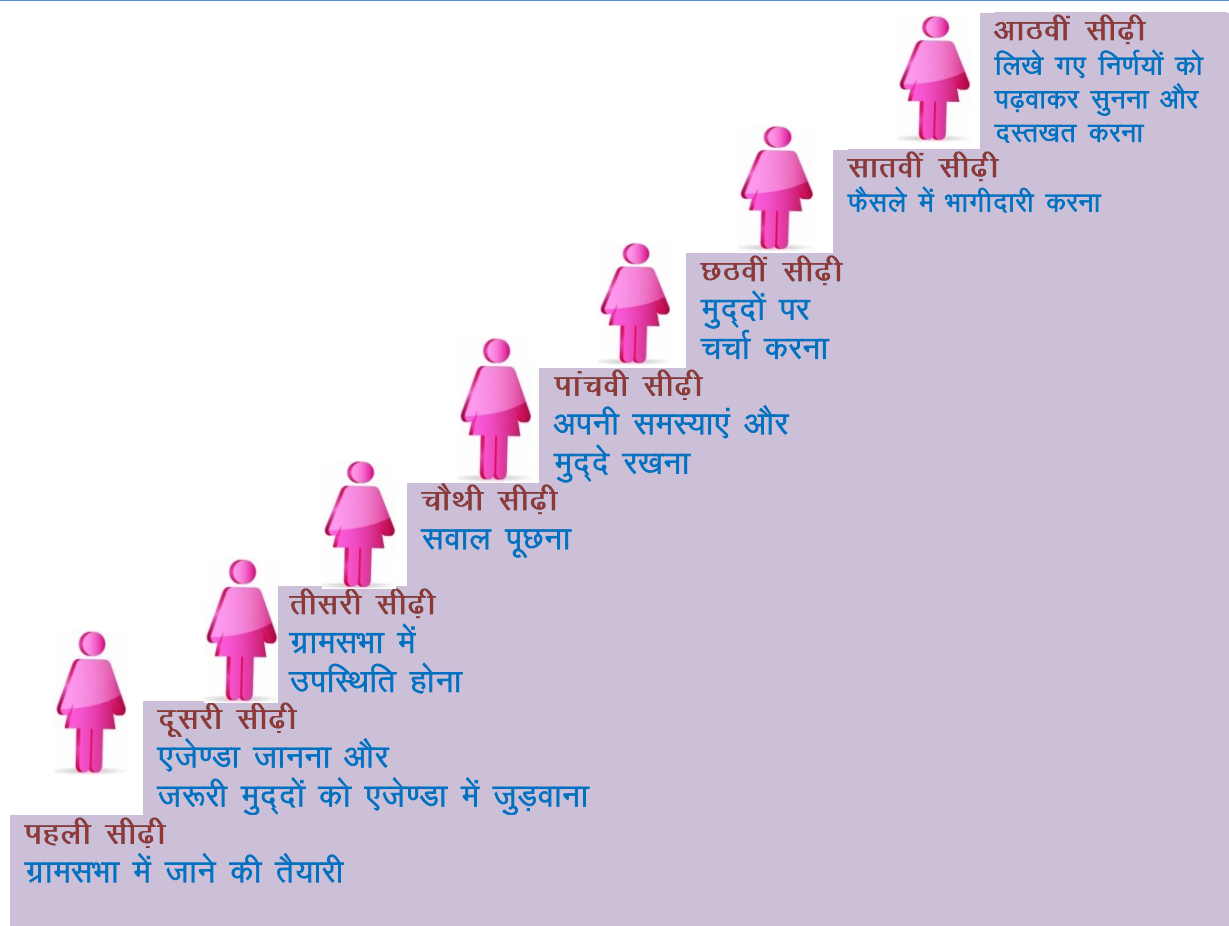 आठवीं सीढ़ी
लिखे गए निर्णयों को
पढ़वाकर सुनना और
दस्तखत करना
सातवीं सीढ़ी
फैसले में भागीदारी करना
छठवीं सीढ़ी
मुद्दों पर
चर्चा करना
पांचवी सीढ़ी
अपनी समस्याएं और
मुद्दे रखना
चौथी सीढ़ी
सवाल पूछना
तीसरी सीढ़ी
ग्रामसभा में
उपस्थिति होना
दूसरी सीढ़ी
एजेण्डा जानना और
जरूरी मुद्दों को एजेण्डा में जुड़वाना
पहली सीढ़ी
ग्रामसभा में जाने की तैयारी